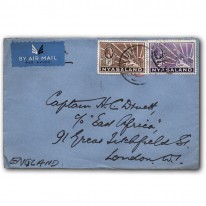 BY AIR MAIL
NYASALAND
NYASALAND
Captain H.C. Druett
c/o "East Africa"
91 Great Titchfield St
London W.1.
ENGLAND.